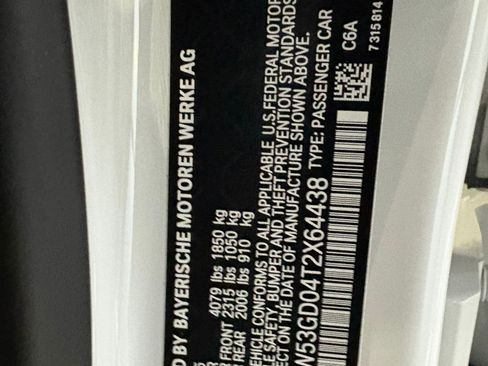 D BY BAYERISCHE MOTOREN WERKE AG
4079 lbs 1850 kg
FRONT 2315 lbs 1050 kg
REAR 2006 lbs 910 kg
VEHICLE CONFORMS TO ALL APPLICABLE U.S.FEDERAL MOTOR
E SAFETY, BUMPER AND THEFT PREVENTION STANDARDS
CT ON THE DATE OF MANUFACTURE SHOWN ABOVE.
W53GD04T2X64438 TYPE: PASSENGER CAR
C6A
7 315 814